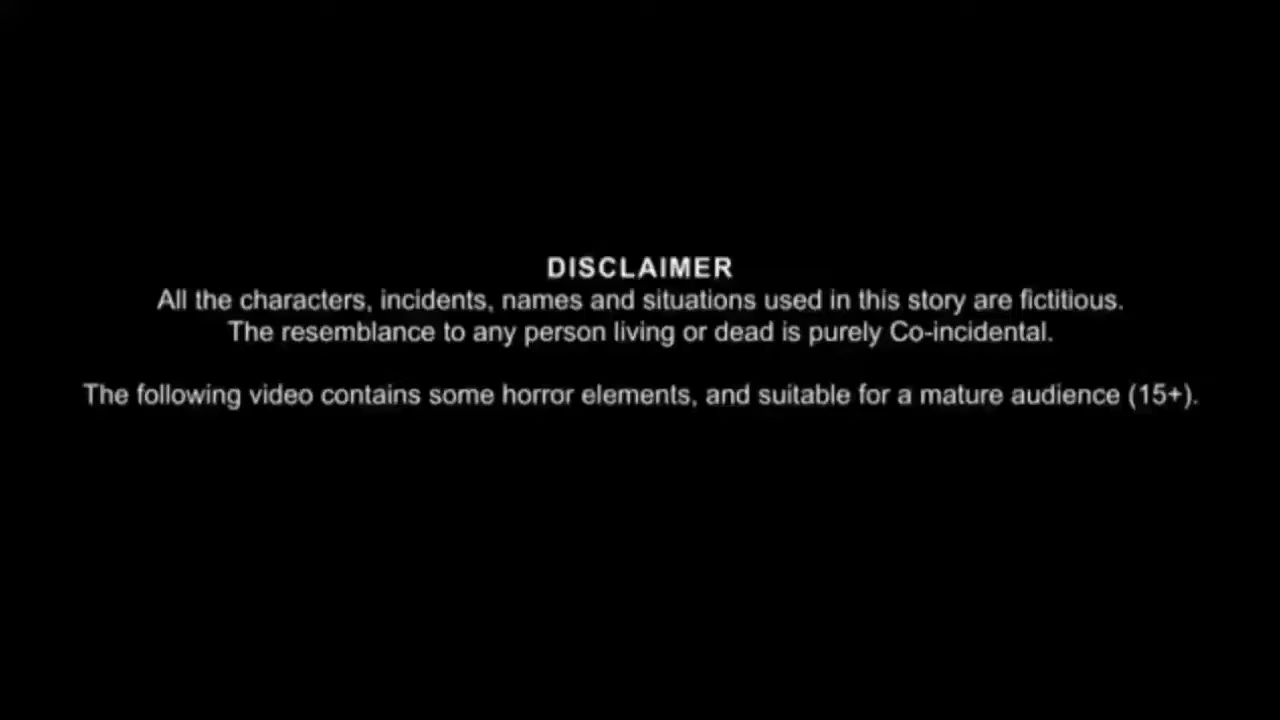 DISCLAIMER
All the characters, incidents, names and situations used in this story are fictitious.
The resemblance to any person living or dead is purely Co-incidental.
The following video contains some horror elements, and suitable for a mature audience (15+).